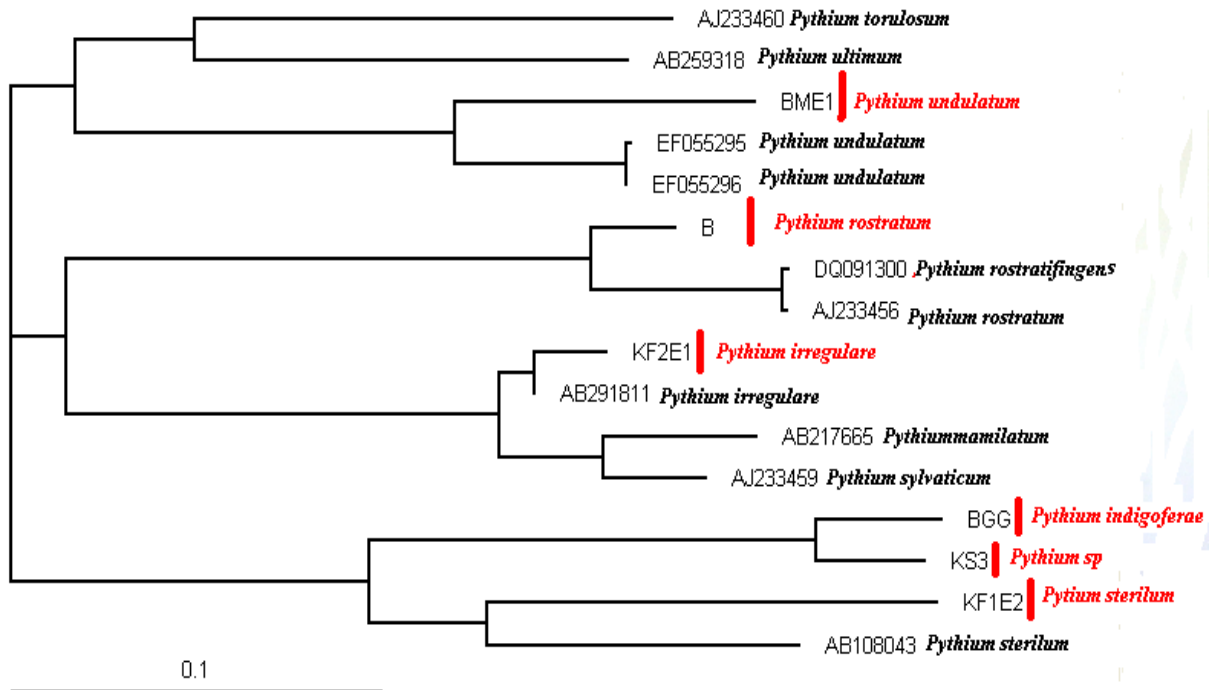 AJ233460 Pythium torulosum
AB259318 Pythium ultimum
BME1 Pythium undulatum
EF055295 Pythium undulatum
EF055296 Pythium undulatum
B Pythium rostratum
DQ091300 Pythium rostratifingens
AJ233456 Pythium rostratum
KF2E1 Pythium irregulare
AB291811 Pythium irregulare
AB217665 Pythiummamilatum
AJ233459 Pythium sylvaticum
BGG Pythium indigoferae
KS3 Pythium sp
KF1E2 Pytium sterilum
AB108043 Pythium sterilum
0.1